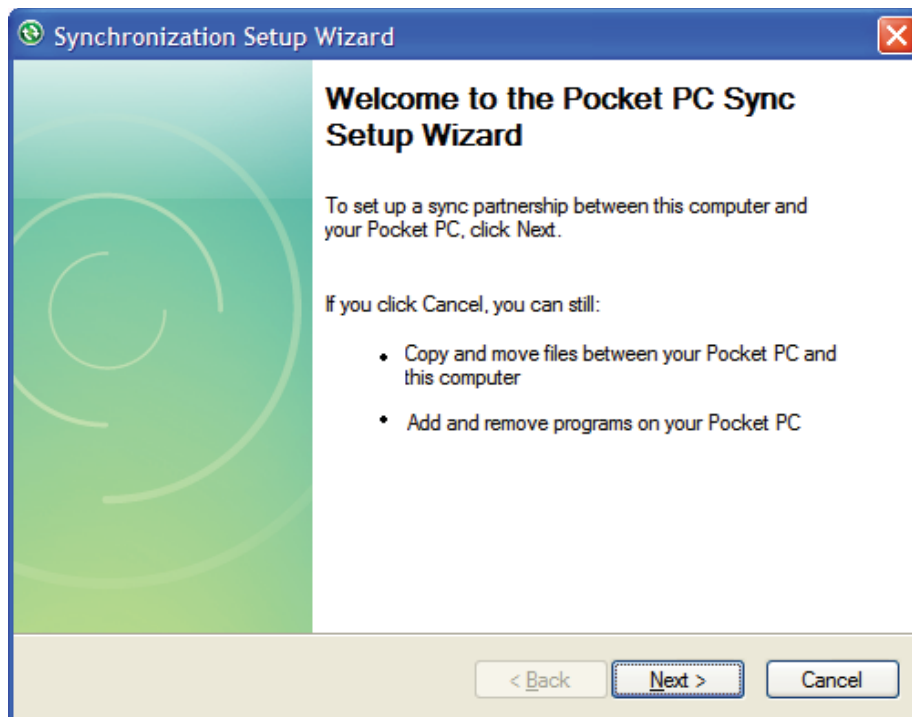 Synchronization Setup Wizard
Welcome to the Pocket PC Sync
Setup Wizard
To set up a sync partnership between this computer and
your Pocket PC, click Next.
If you click Cancel, you can still:
• Copy and move files between your Pocket PC and
this computer
• Add and remove programs on your Pocket PC
< Back
Next >
Cancel